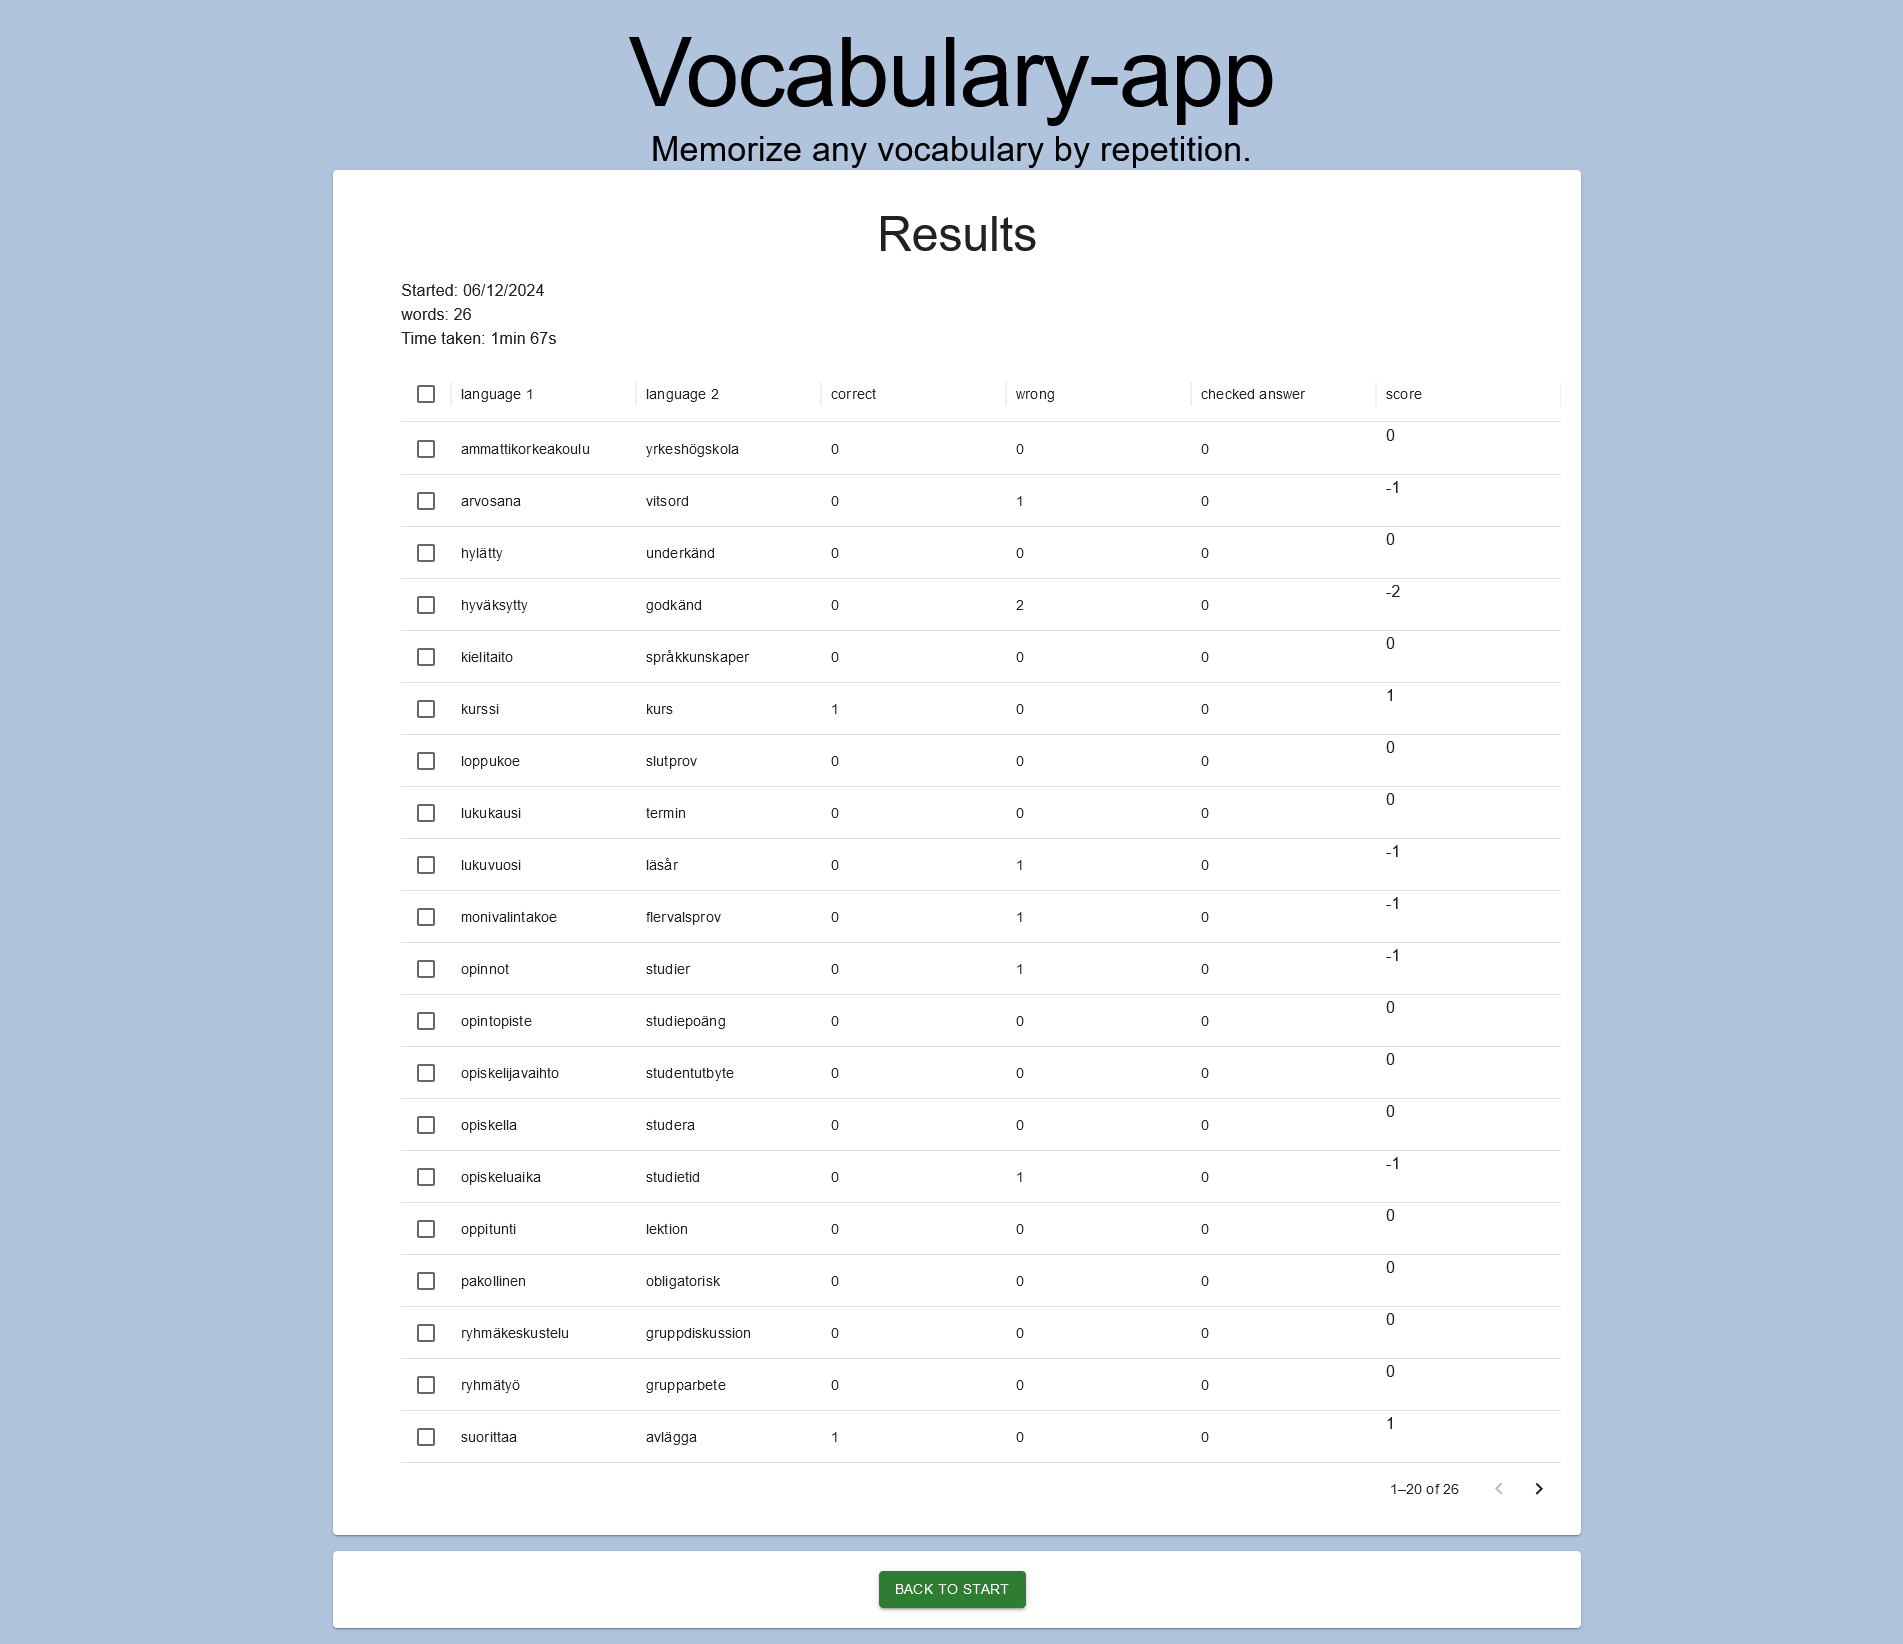 Vocabulary-app
Memorize any vocabulary by repetition.
Results
Started: 06/12/2024
words: 26
Time taken: 1min 67s
language 1 language 2 correct wrong checked answer score
ammattikorkeakoulu yrkeshögskola 0 0 0 0
arvosana vitsord 0 1 0 -1
hylätty underkänd 0 0 0 0
hyväksytty godkänd 0 2 0 -2
kielitaito språkkunskaper 0 0 0 0
kurssi kurs 1 0 0 1
loppukoe slutprov 0 0 0 0
lukukausi termin 0 0 0 0
lukuvuosi läsår 0 1 0 -1
monivalintakoe flervalsprov 0 1 0 -1
opinnot studier 0 1 0 -1
opintopiste studiepoäng 0 0 0 0
opiskelijavaihto studentutbyte 0 0 0 0
opiskella studera 0 0 0 0
opiskeluaika studietid 0 1 0 -1
oppitunti lektion 0 0 0 0
pakollinen obligatorisk 0 0 0 0
ryhmäkeskustelu gruppdiskussion 0 0 0 0
ryhmätyö grupparbete 0 0 0 0
suorittaa avlägga 1 0 0 1
1–20 of 26
BACK TO START